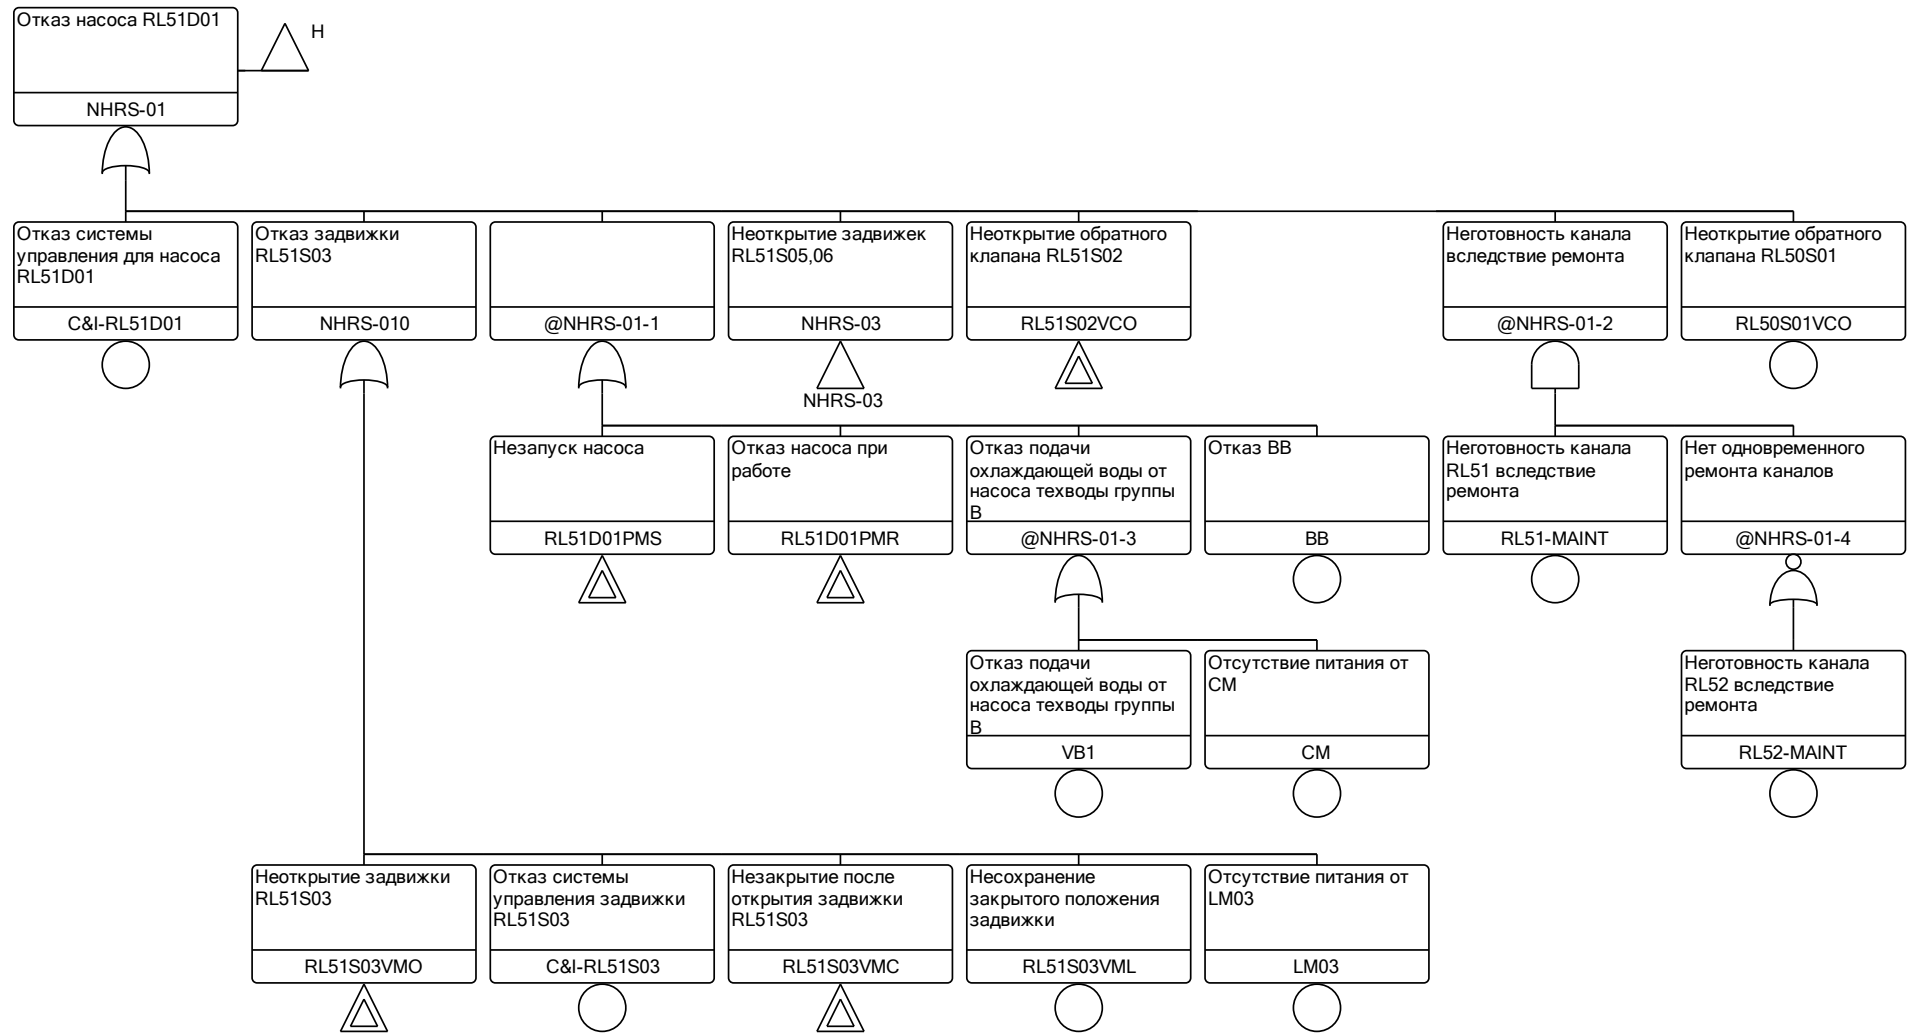 Отказ насоса RL51D01
NHRS-01
H
Отказ системы
управления для насоса
RL51D01
C&I-RL51D01
Отказ задвижки
RL51S03
NHRS-010
@NHRS-01-1
Неоткрытие задвижек
RL51S05,06
NHRS-03
NHRS-03
Неоткрытие обратного
клапана RL51S02
RL51S02VCO
Неготовность канала
вследствие ремонта
@NHRS-01-2
Неоткрытие обратного
клапана RL50S01
RL50S01VCO
Незапуск насоса
RL51D01PMS
Отказ насоса при
работе
RL51D01PMR
Отказ подачи
охлаждающей воды от
насоса техводы группы
В
@NHRS-01-3
Отказ BB
BB
Неготовность канала
RL51 вследствие
ремонта
RL51-MAINT
Нет одновременного
ремонта каналов
@NHRS-01-4
Отказ подачи
охлаждающей воды от
насоса техводы группы
В
VB1
Отсутствие питания от
CM
CM
Неготовность канала
RL52 вследствие
ремонта
RL52-MAINT
Неоткрытие задвижки
RL51S03
RL51S03VMO
Отказ системы
управления задвижки
RL51S03
C&I-RL51S03
Незакрытие после
открытия задвижки
RL51S03
RL51S03VMC
Несохранение
закрытого положения
задвижки
RL51S03VML
Отсутствие питания от
LM03
LM03